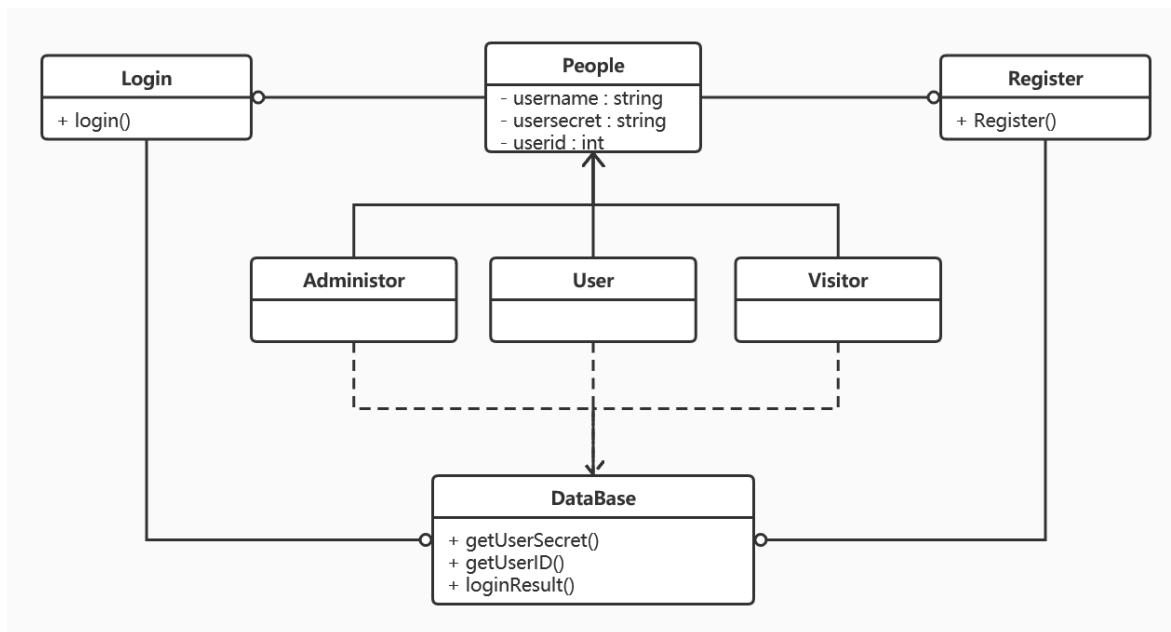 Login
+ login()
People
- username : string
- usersecret : string
- userid : int
Register
+ Register()
Administor
User
Visitor
DataBase
+ getUserSecret()
+ getUserID()
+ loginResult()